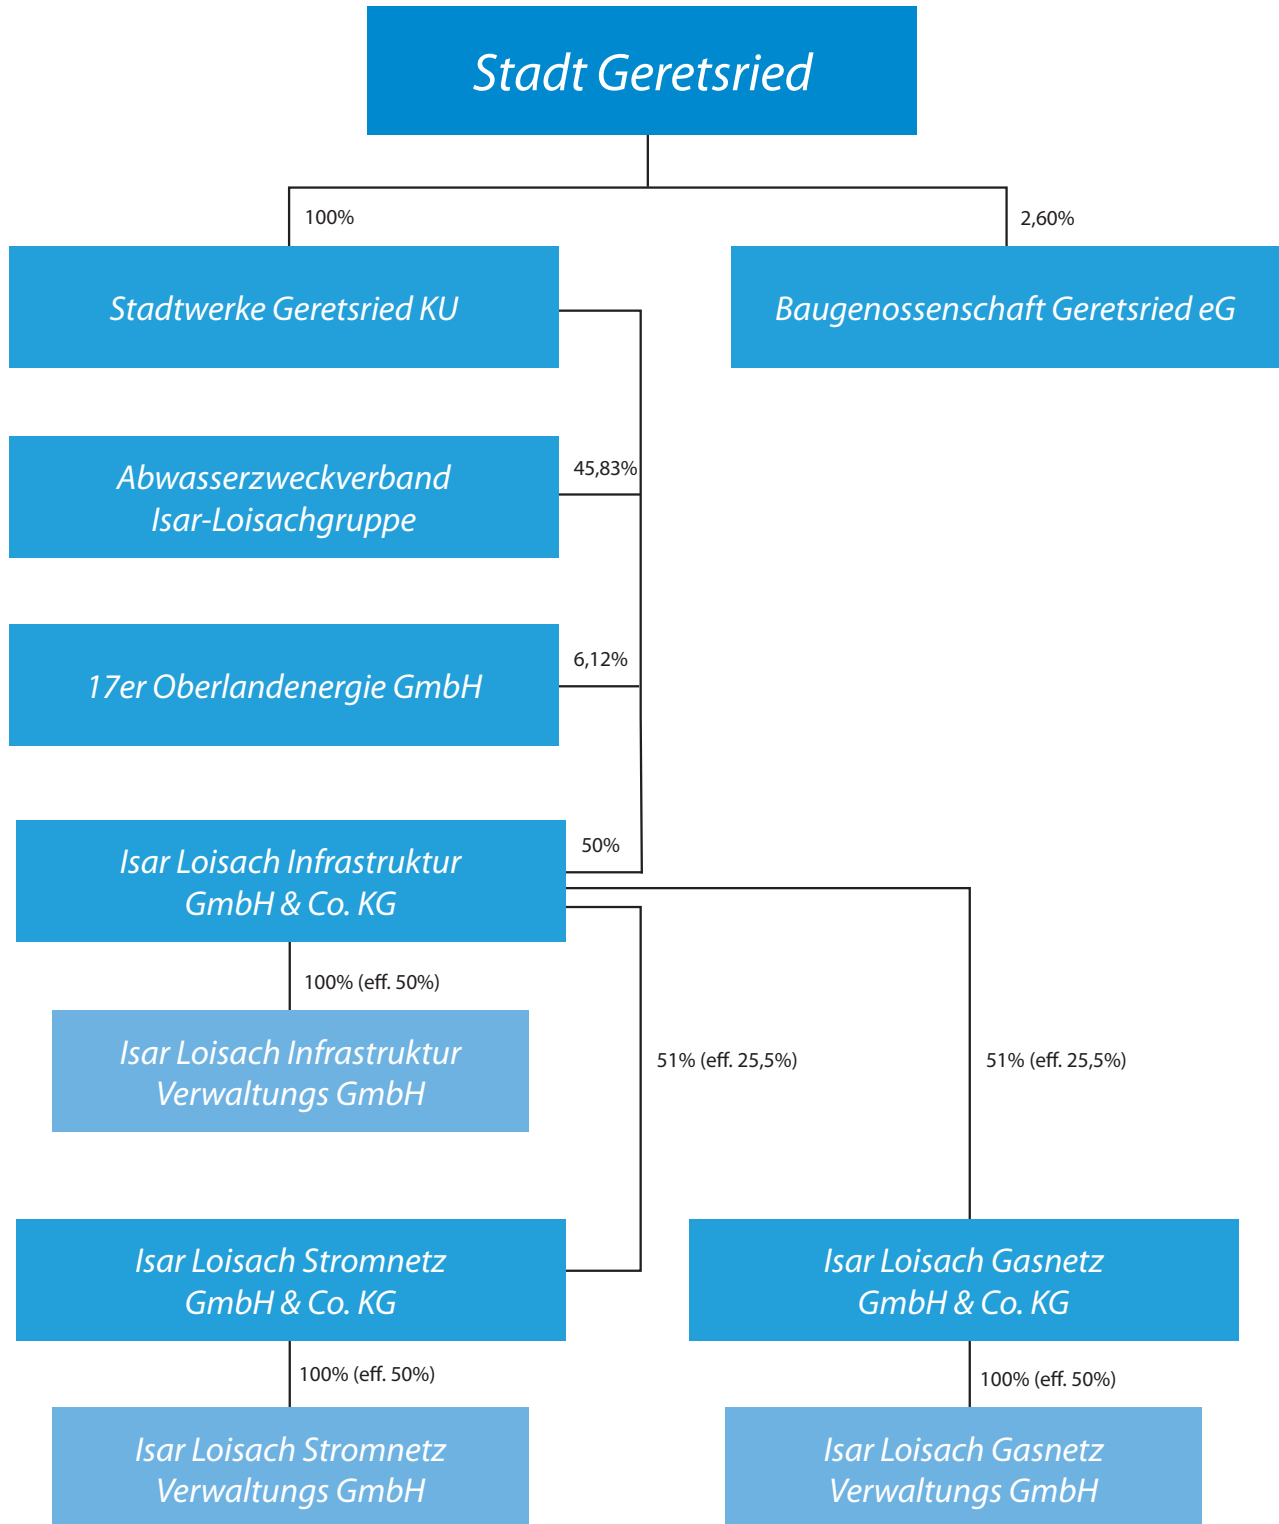 Stadt Geretsried
100%
2,60%
Stadtwerke Geretsried KU
Baugenossenschaft Geretsried eG
45,83%
Abwasserzweckverband
Isar-Loisachgruppe
6,12%
17er Oberlandenergie GmbH
50%
Isar Loisach Infrastruktur
GmbH & Co. KG
100% (eff. 50%)
Isar Loisach Infrastruktur
Verwaltungs GmbH
51% (eff. 25,5%)
51% (eff. 25,5%)
Isar Loisach Stromnetz
GmbH & Co. KG
Isar Loisach Gasnetz
GmbH & Co. KG
100% (eff. 50%)
100% (eff. 50%)
Isar Loisach Stromnetz
Verwaltungs GmbH
Isar Loisach Gasnetz
Verwaltungs GmbH